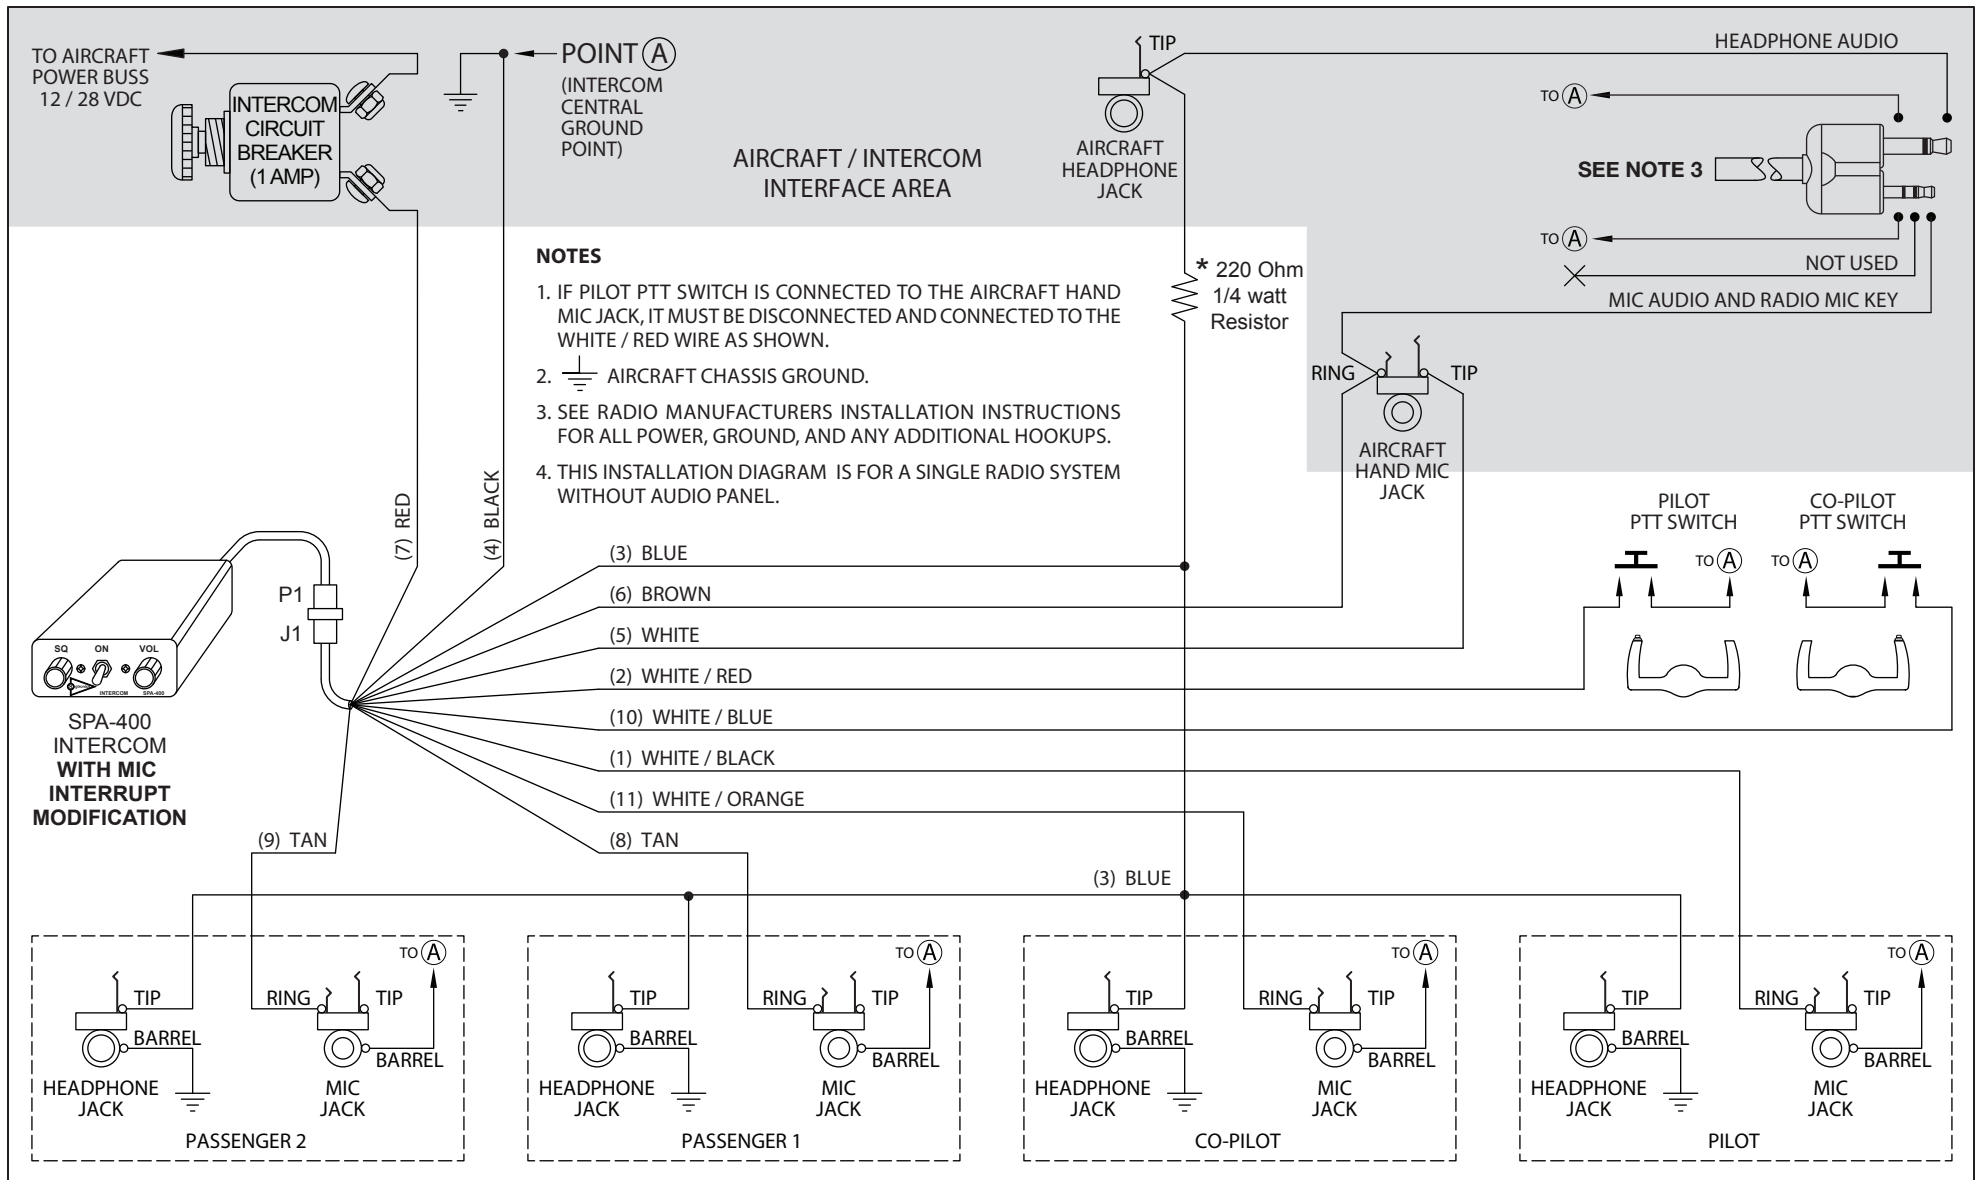 TO AIRCRAFT
POWER BUSS
12 / 28 VDC
INTERCOM
CIRCUIT
BREAKER
(1 AMP)
POINT A
(INTERCOM
CENTRAL
GROUND
POINT)
AIRCRAFT / INTERCOM
INTERFACE AREA
TIP
AIRCRAFT
HEADPHONE
JACK
HEADPHONE AUDIO
TO A
SEE NOTE 3
TO A
NOT USED
MIC AUDIO AND RADIO MIC KEY
* 220 Ohm
1/4 watt
Resistor
RING
TIP
AIRCRAFT
HAND MIC
JACK
NOTES
1. IF PILOT PTT SWITCH IS CONNECTED TO THE AIRCRAFT HAND
MIC JACK, IT MUST BE DISCONNECTED AND CONNECTED TO THE
WHITE / RED WIRE AS SHOWN.
2. AIRCRAFT CHASSIS GROUND.
3. SEE RADIO MANUFACTURERS INSTALLATION INSTRUCTIONS
FOR ALL POWER, GROUND, AND ANY ADDITIONAL HOOKUPS.
4. THIS INSTALLATION DIAGRAM IS FOR A SINGLE RADIO SYSTEM
WITHOUT AUDIO PANEL.
PILOT
PTT SWITCH
CO-PILOT
PTT SWITCH
TO A
TO A
(7) RED
(4) BLACK
(3) BLUE
(6) BROWN
(5) WHITE
(2) WHITE / RED
(10) WHITE / BLUE
(1) WHITE / BLACK
(11) WHITE / ORANGE
(9) TAN
(8) TAN
(3) BLUE
P1
J1
SQ ON VOL
INTERCOM SPA-400
SPA-400
INTERCOM
WITH MIC
INTERRUPT
MODIFICATION
TO A
TIP
RING
TIP
BARREL
BARREL
HEADPHONE
JACK
MIC
JACK
PASSENGER 2
TO A
TIP
RING
TIP
BARREL
BARREL
HEADPHONE
JACK
MIC
JACK
PASSENGER 1
TO A
TIP
RING
TIP
BARREL
BARREL
HEADPHONE
JACK
MIC
JACK
CO-PILOT
TO A
TIP
RING
TIP
BARREL
BARREL
HEADPHONE
JACK
MIC
JACK
PILOT